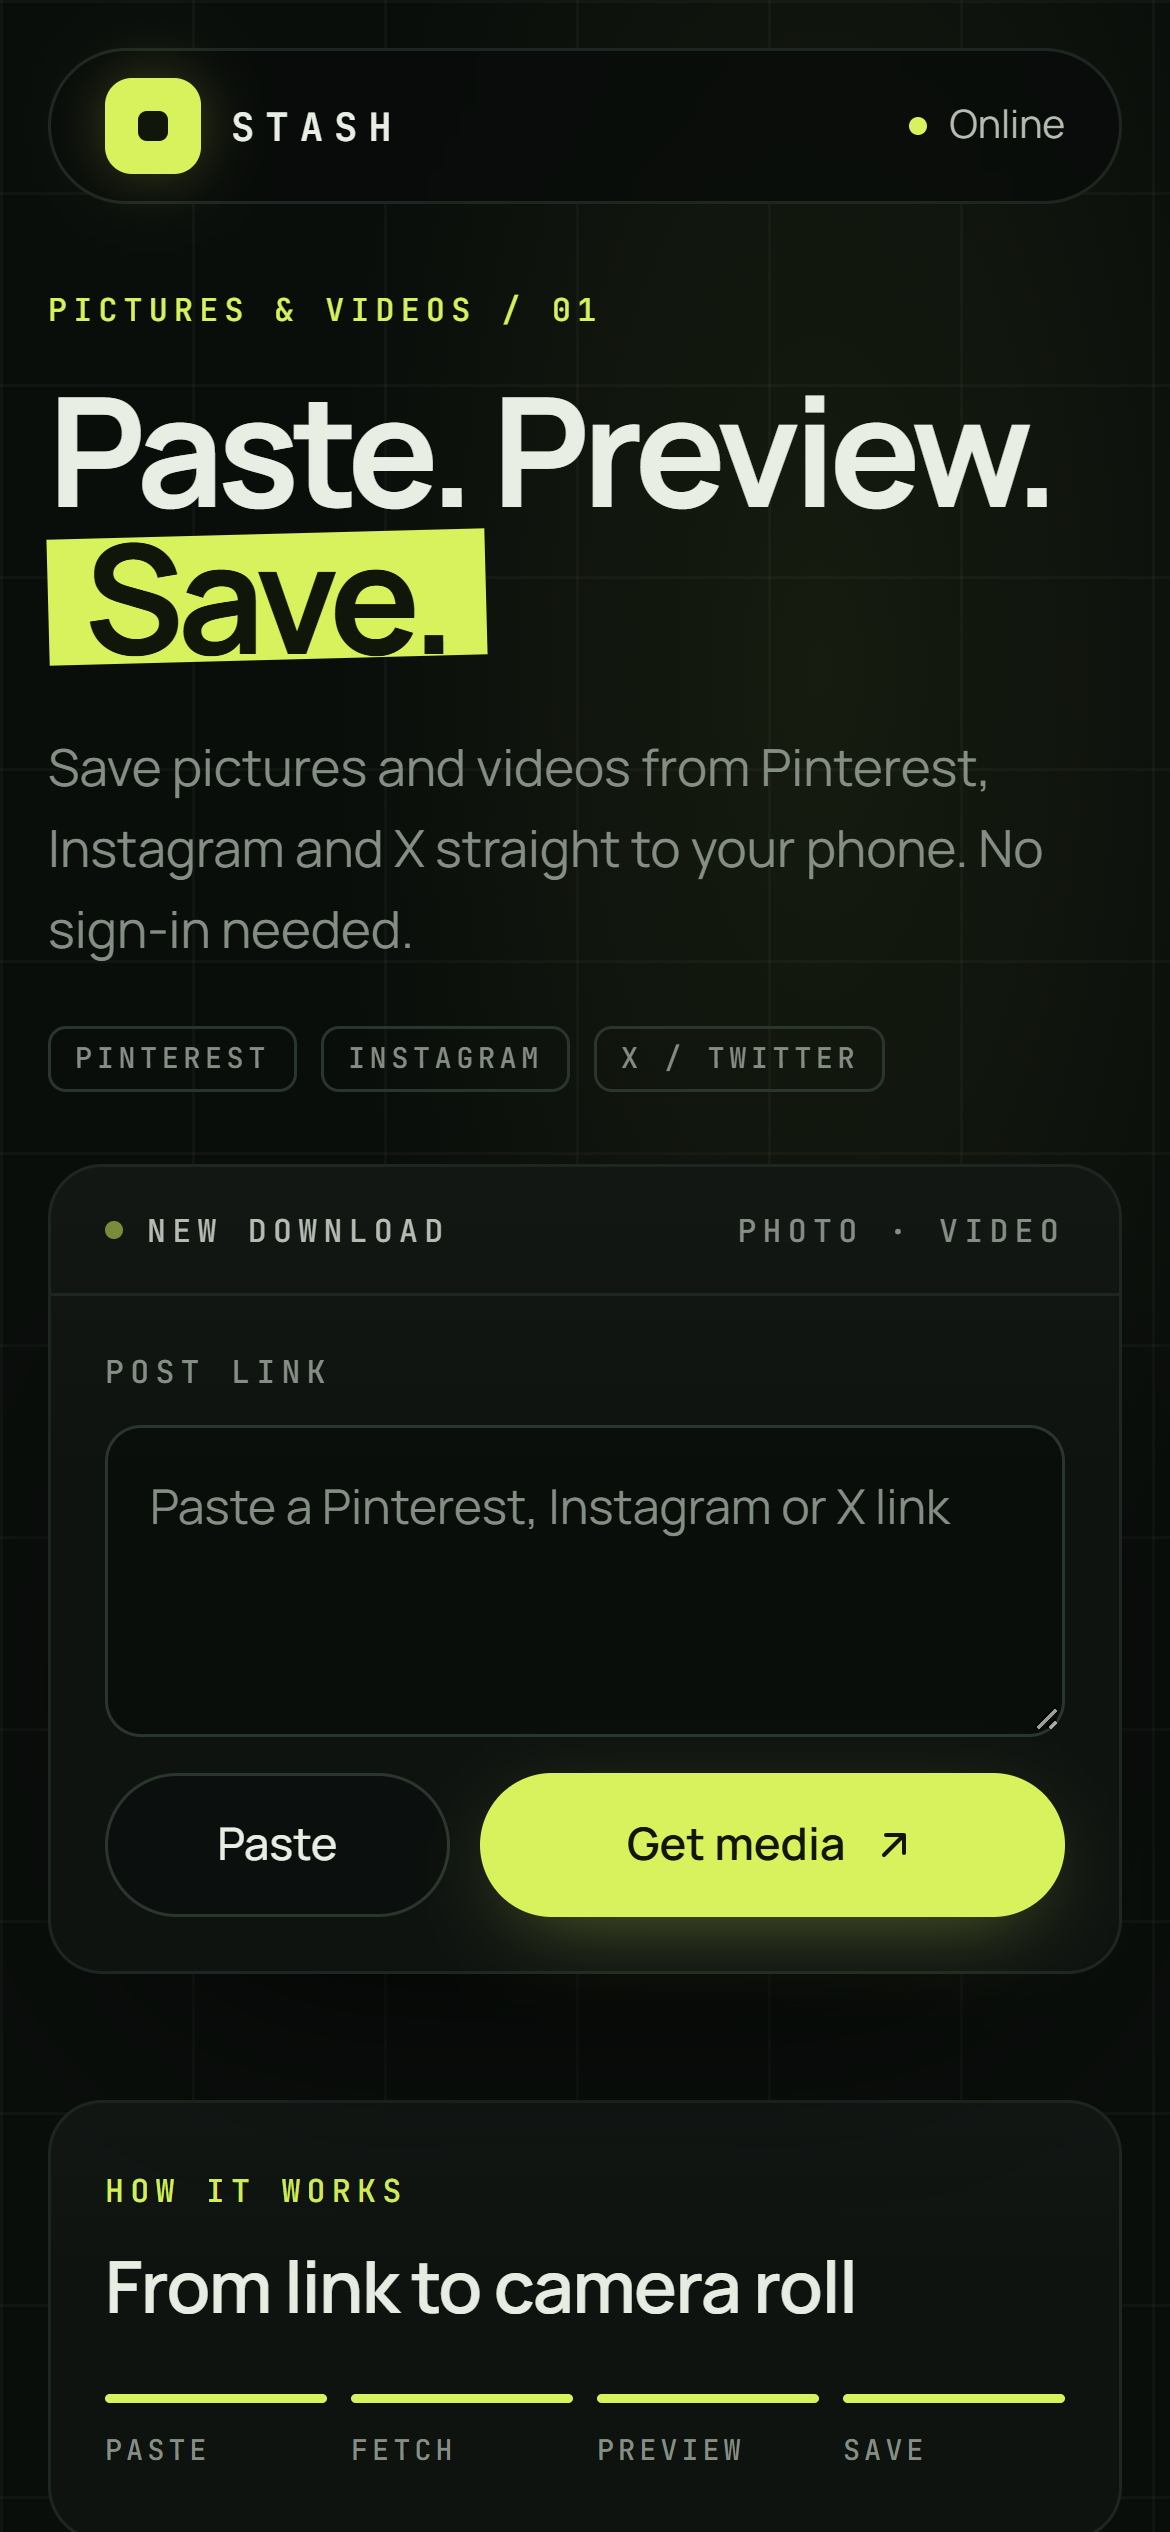 STASH
Online
PICTURES & VIDEOS / 01
Paste. Preview.
Save.
Save pictures and videos from Pinterest,
Instagram and X straight to your phone. No
sign-in needed.
PINTEREST
INSTAGRAM
X / TWITTER
NEW DOWNLOAD
PHOTO · VIDEO
POST LINK
Paste a Pinterest, Instagram or X link
Paste
Get media ↗
HOW IT WORKS
From link to camera roll
PASTE
FETCH
PREVIEW
SAVE